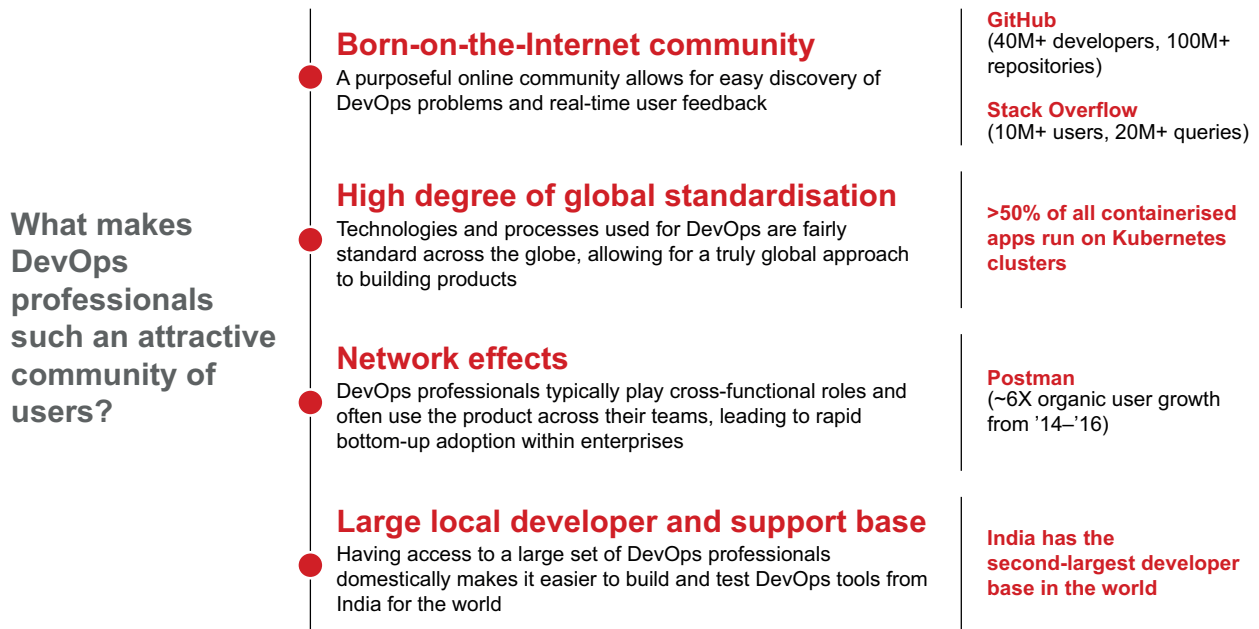 What makes
DevOps
professionals
such an attractive
community of
users?
Born-on-the-Internet community
A purposeful online community allows for easy discovery of
DevOps problems and real-time user feedback
GitHub
(40M+ developers, 100M+
repositories)
Stack Overflow
(10M+ users, 20M+ queries)
High degree of global standardisation
Technologies and processes used for DevOps are fairly
standard across the globe, allowing for a truly global approach
to building products
>50% of all containerised
apps run on Kubernetes
clusters
Network effects
DevOps professionals typically play cross-functional roles and
often use the product across their teams, leading to rapid
bottom-up adoption within enterprises
Postman
(~6X organic user growth
from ’14–’16)
Large local developer and support base
Having access to a large set of DevOps professionals
domestically makes it easier to build and test DevOps tools from
India for the world
India has the
second-largest developer
base in the world